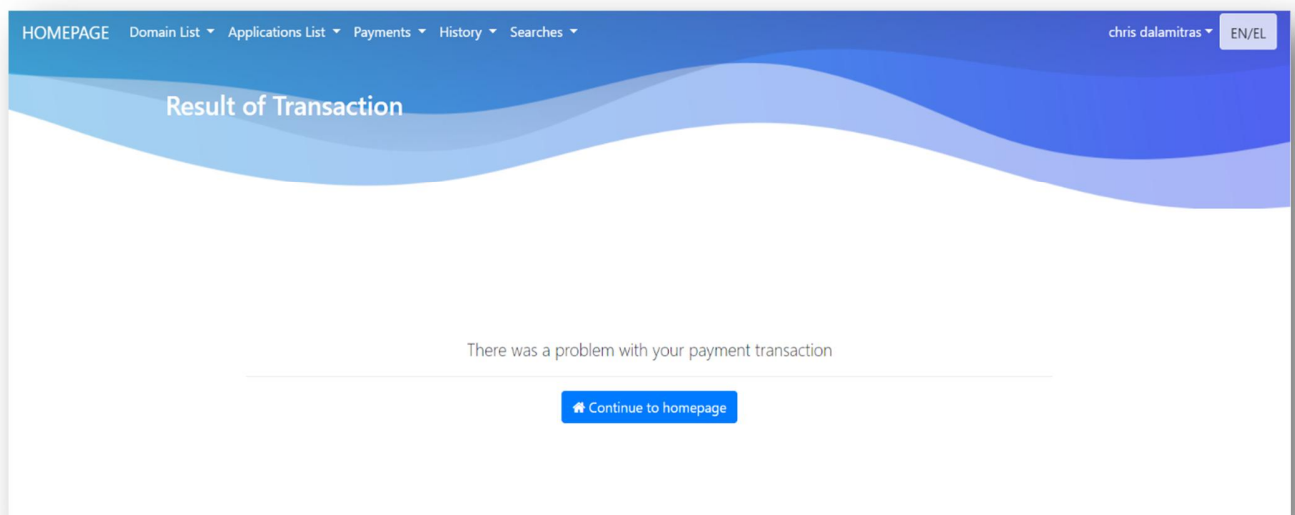 HOMEPAGE Domain List Applications List Payments History Searches chris dalamitras EN/EL
Result of Transaction
There was a problem with your payment transaction
Continue to homepage